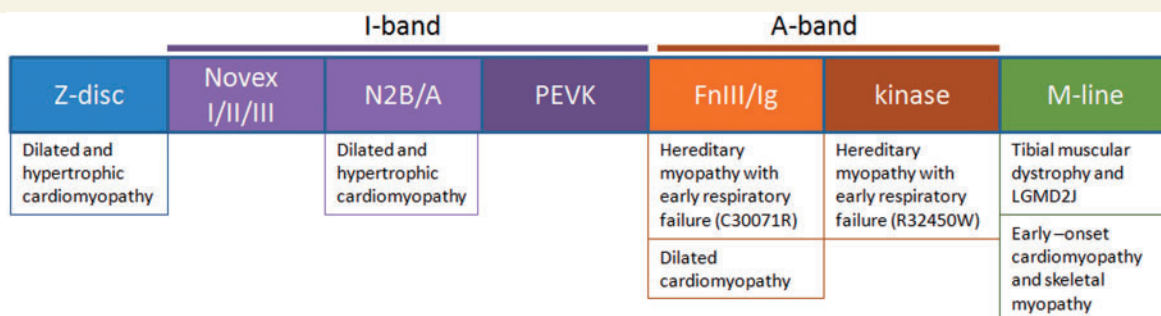 I-band
A-band
Z-disc
Novex
I/II/III
N2B/A
PEVK
FnIII/Ig
kinase
M-line
Dilated and
hypertrophic
cardiomyopathy
Dilated and
hypertrophic
cardiomyopathy
Hereditary
myopathy with
early respiratory
failure (C30071R)
Dilated
cardiomyopathy
Hereditary
myopathy with
early respiratory
failure (R32450W)
Tibial muscular
dystrophy and
LGMD2J
Early –onset
cardiomyopathy
and skeletal
myopathy